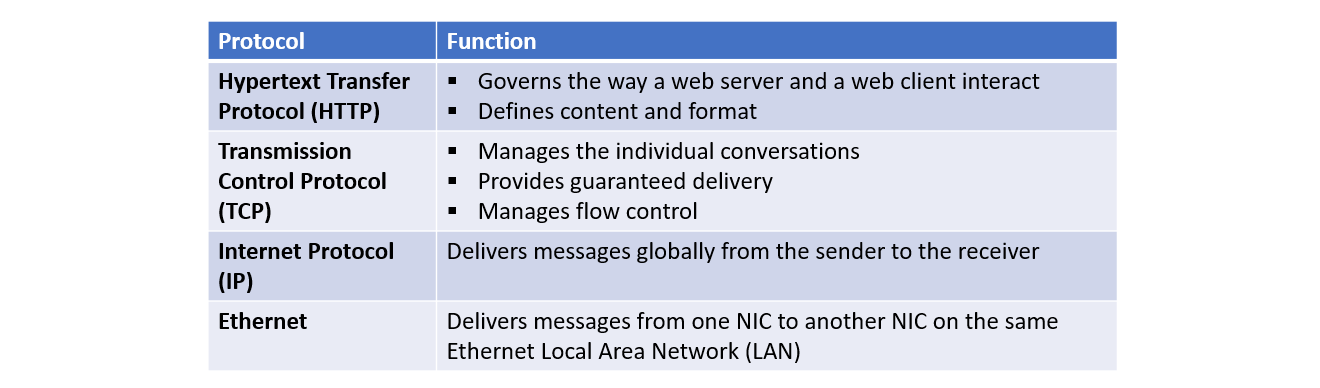 Protocol Function
Hypertext Transfer Protocol (HTTP)
▪ Governs the way a web server and a web client interact
▪ Defines content and format
Transmission Control Protocol (TCP)
▪ Manages the individual conversations
▪ Provides guaranteed delivery
▪ Manages flow control
Internet Protocol (IP)
Delivers messages globally from the sender to the receiver
Ethernet
Delivers messages from one NIC to another NIC on the same
Ethernet Local Area Network (LAN)